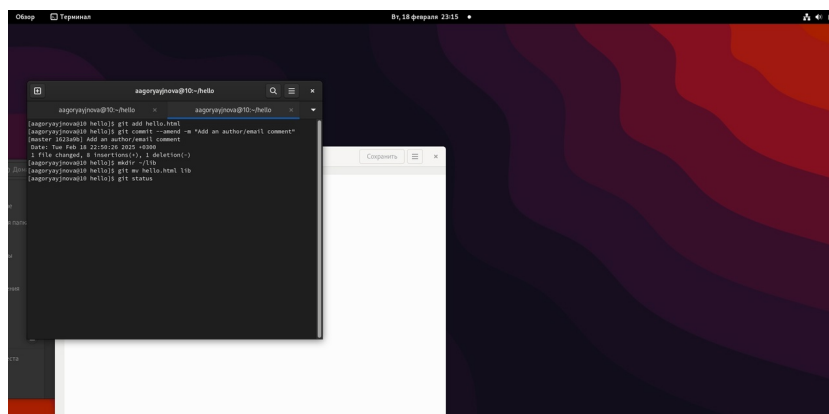 Обзор
Терминал
Вт, 18 февраля 23:15
aagoryayjnova@10:~/hello
aagoryayjnova@10:~/hello × aagoryayjnova@10:~/hello ×
[aagoryayjnova@10 hello]$ git add hello.html
[aagoryayjnova@10 hello]$ git commit --amend -m "Add an author/email comment"
[master 1623a9b] Add an author/email comment
Date: Tue Feb 18 22:50:26 2025 +0300
1 file changed, 8 insertions(+), 1 deletion(-)
[aagoryayjnova@10 hello]$ mkdir ~/lib
[aagoryayjnova@10 hello]$ git mv hello.html lib
[aagoryayjnova@10 hello]$ git status
Сохранить